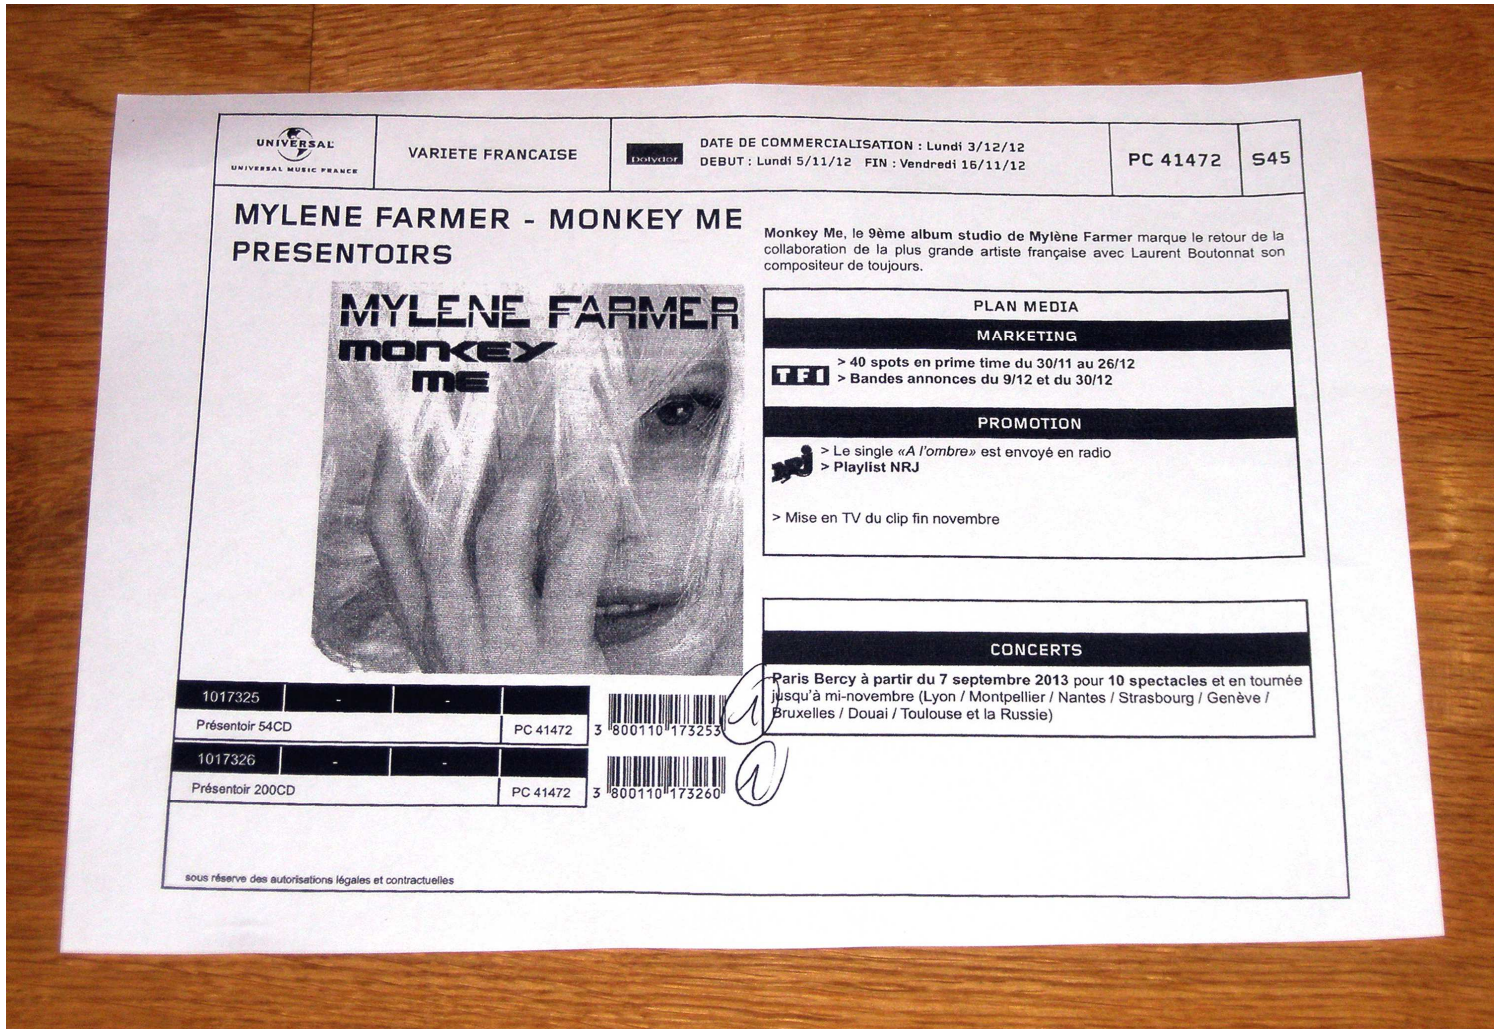 UNIVERSAL
UNIVERSAL MUSIC FRANCE
VARIETE FRANCAISE
polydor
DATE DE COMMERCIALISATION : Lundi 3/12/12
DEBUT : Lundi 5/11/12 FIN : Vendredi 16/11/12
PC 41472
S45
MYLENE FARMER - MONKEY ME
PRESENTOIRS
MYLENE FARMER
MONKEY
ME
Monkey Me, le 9ème album studio de Mylène Farmer marque le retour de la
collaboration de la plus grande artiste française avec Laurent Boutonnat son
compositeur de toujours.
PLAN MEDIA
MARKETING
TF1
> 40 spots en prime time du 30/11 au 26/12
> Bandes annonces du 9/12 et du 30/12
PROMOTION
NRJ
> Le single «A l'ombre» est envoyé en radio
> Playlist NRJ
> Mise en TV du clip fin novembre
CONCERTS
Paris Bercy à partir du 7 septembre 2013 pour 10 spectacles et en tournée
jusqu'à mi-novembre (Lyon / Montpellier / Nantes / Strasbourg / Genève /
Bruxelles / Douai / Toulouse et la Russie)
1017325 - -
Présentoir 54CD PC 41472
3 800110 173253
1
1017326 - -
Présentoir 200CD PC 41472
3 800110 173260
1
sous réserve des autorisations légales et contractuelles